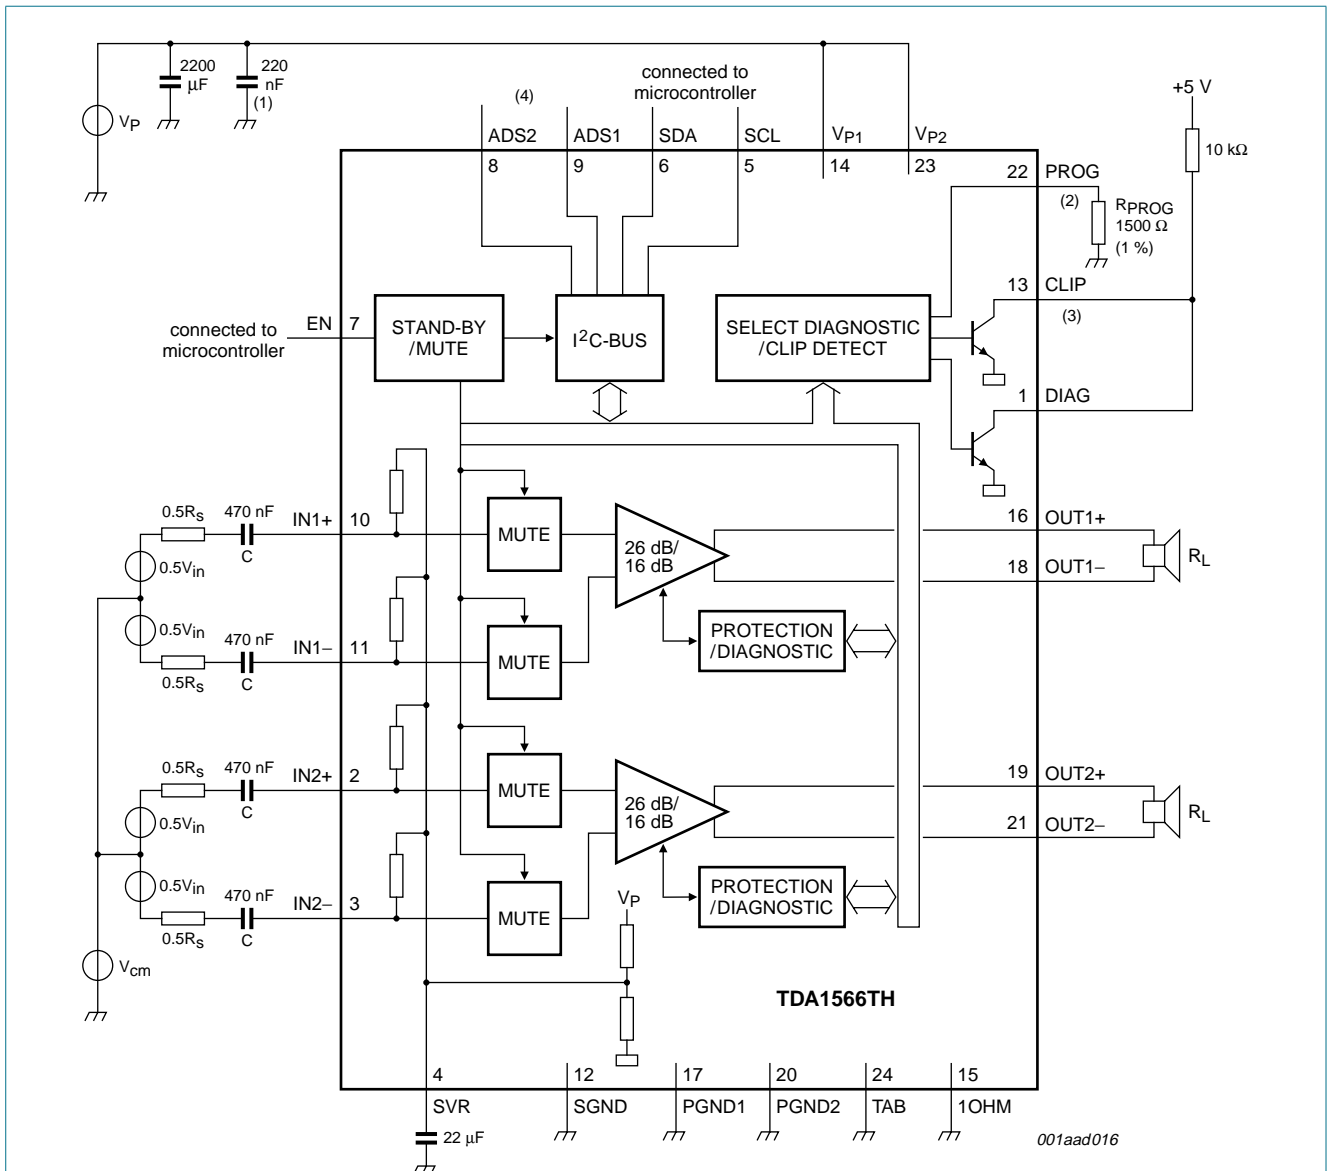 2200
μF
220
nF
(1)
VP
connected to
microcontroller
(4)
ADS2
ADS1
SDA
SCL
VP1
VP2
8
9
6
5
14
23
+5 V
10 kΩ
22
PROG
(2)
RPROG
1500 Ω
(1 %)
13
CLIP
(3)
connected to
microcontroller
EN
7
STAND-BY
/MUTE
I2C-BUS
SELECT DIAGNOSTIC
/CLIP DETECT
1
DIAG
0.5Rs
470 nF
C
IN1+
10
MUTE
26 dB/
16 dB
16
OUT1+
0.5Vin
18
OUT1−
RL
0.5Vin
470 nF
IN1−
11
0.5Rs
C
MUTE
PROTECTION
/DIAGNOSTIC
0.5Rs
470 nF
C
IN2+
2
MUTE
26 dB/
16 dB
19
OUT2+
0.5Vin
21
OUT2−
RL
0.5Vin
470 nF
IN2−
3
0.5Rs
C
MUTE
PROTECTION
/DIAGNOSTIC
VP
Vcm
TDA1566TH
4
12
17
20
24
15
SVR
SGND
PGND1
PGND2
TAB
1OHM
22 μF
001aad016